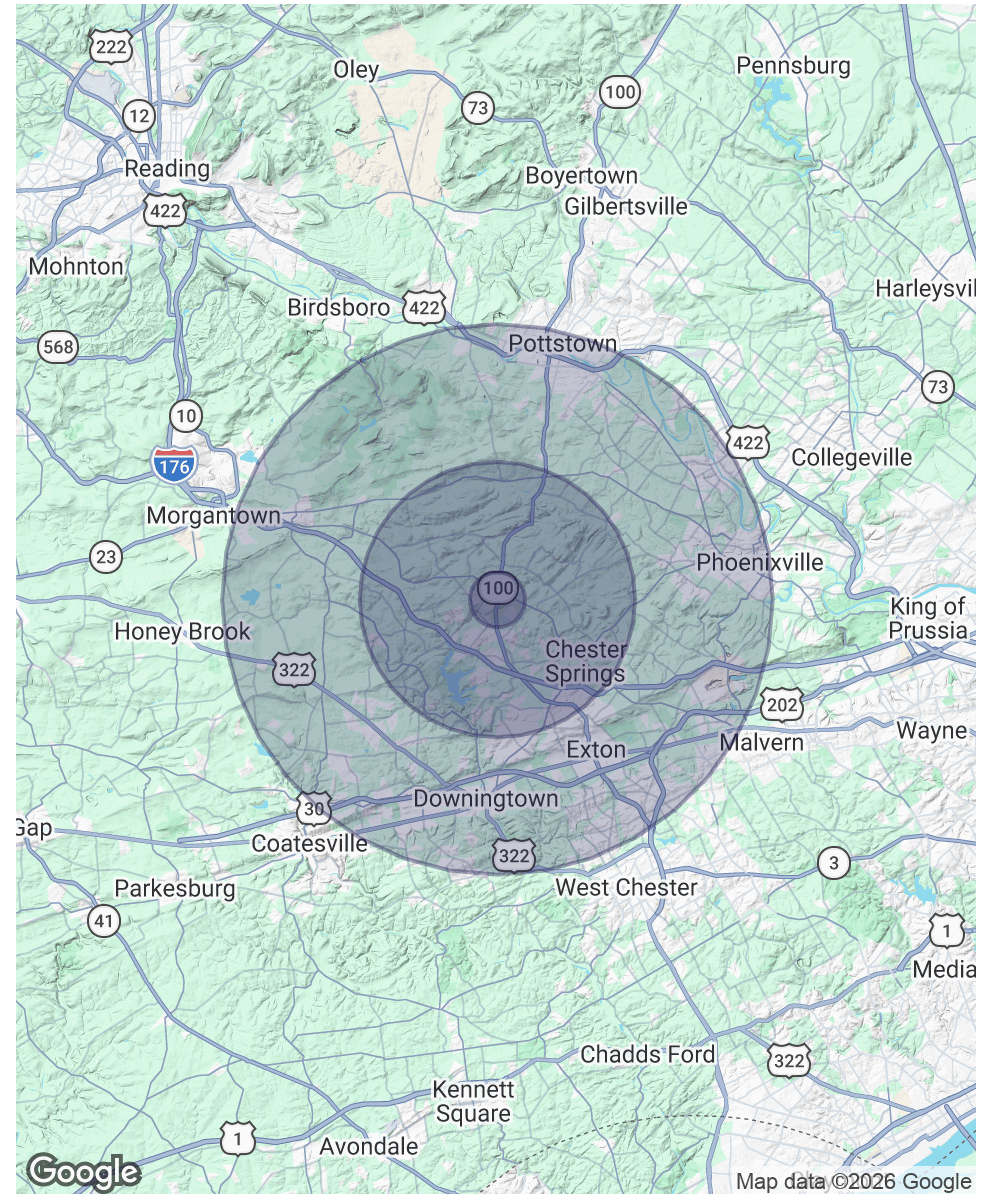 222
Oley
Pennsburg
73
100
12
Reading
Boyertown
Gilbertsville
422
Mohnton
Harleysvil
Birdsboro
422
568
Pottstown
73
10
422
Collegeville
176
Morgantown
23
Phoenixville
100
King of
Prussia
Honey Brook
322
Chester
Springs
202
Wayne
Malvern
Exton
30
Downingtown
Gap
Coatesville
322
3
Parkesburg
West Chester
41
1
Media
Chadds Ford
322
Kennett
Square
1
Avondale
Google
Map data ©2026 Google